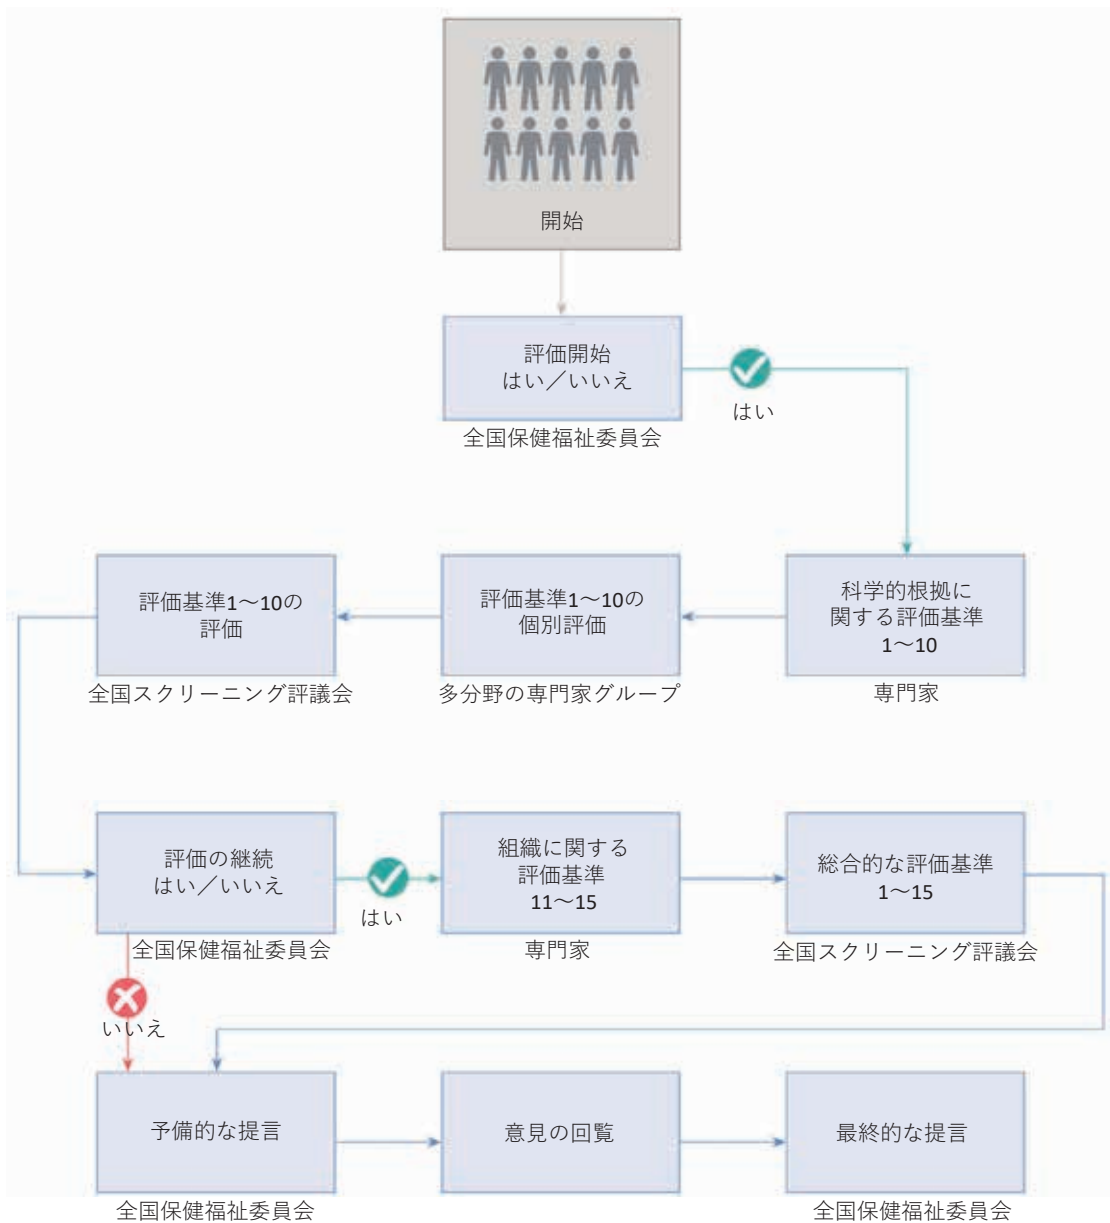 開始
評価開始
はい／いいえ
全国保健福祉委員会
はい
科学的根拠に
関する評価基準
1～10
専門家
評価基準1～10の
個別評価
多分野の専門家グループ
評価基準1～10の
評価
全国スクリーニング評議会
評価の継続
はい／いいえ
全国保健福祉委員会
はい
いいえ
組織に関する
評価基準
11～15
専門家
総合的な評価基準
1～15
全国スクリーニング評議会
予備的な提言
全国保健福祉委員会
意見の回覧
最終的な提言
全国保健福祉委員会